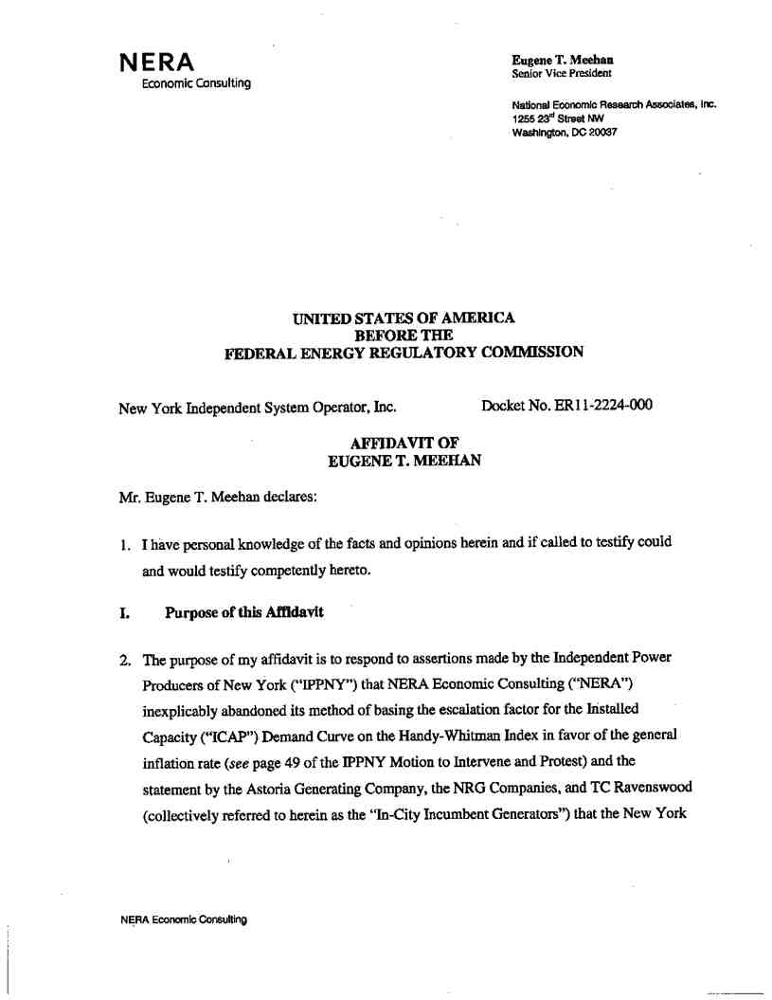 NERA
Economic Consulting
Eugene T. Meehan
Senior Vice President
National Economic Research Associates, Inc.
1255 23rd Street NW
Washington, DC 20037
UNITED STATES OF AMERICA
BEFORE THE
FEDERAL ENERGY REGULATORY COMMISSION
New York Independent System Operator, Inc. Docket No. ER11-2224-000
AFFIDAVIT OF
EUGENE T. MEEHAN
Mr. Eugene T. Meehan declares:
1. I have personal knowledge of the facts and opinions herein and if called to testify could
and would testify competently hereto.
I. Purpose of this Affidavit
2. The purpose of my affidavit is to respond to assertions made by the Independent Power
Producers of New York (“IPPNY”) that NERA Economic Consulting (“NERA”)
inexplicably abandoned its method of basing the escalation factor for the Installed
Capacity (“ICAP”) Demand Curve on the Handy-Whitman Index in favor of the general
inflation rate (see page 49 of the IPPNY Motion to Intervene and Protest) and the
statement by the Astoria Generating Company, the NRG Companies, and TC Ravenswood
(collectively referred to herein as the “In-City Incumbent Generators”) that the New York
NERA Economic Consulting